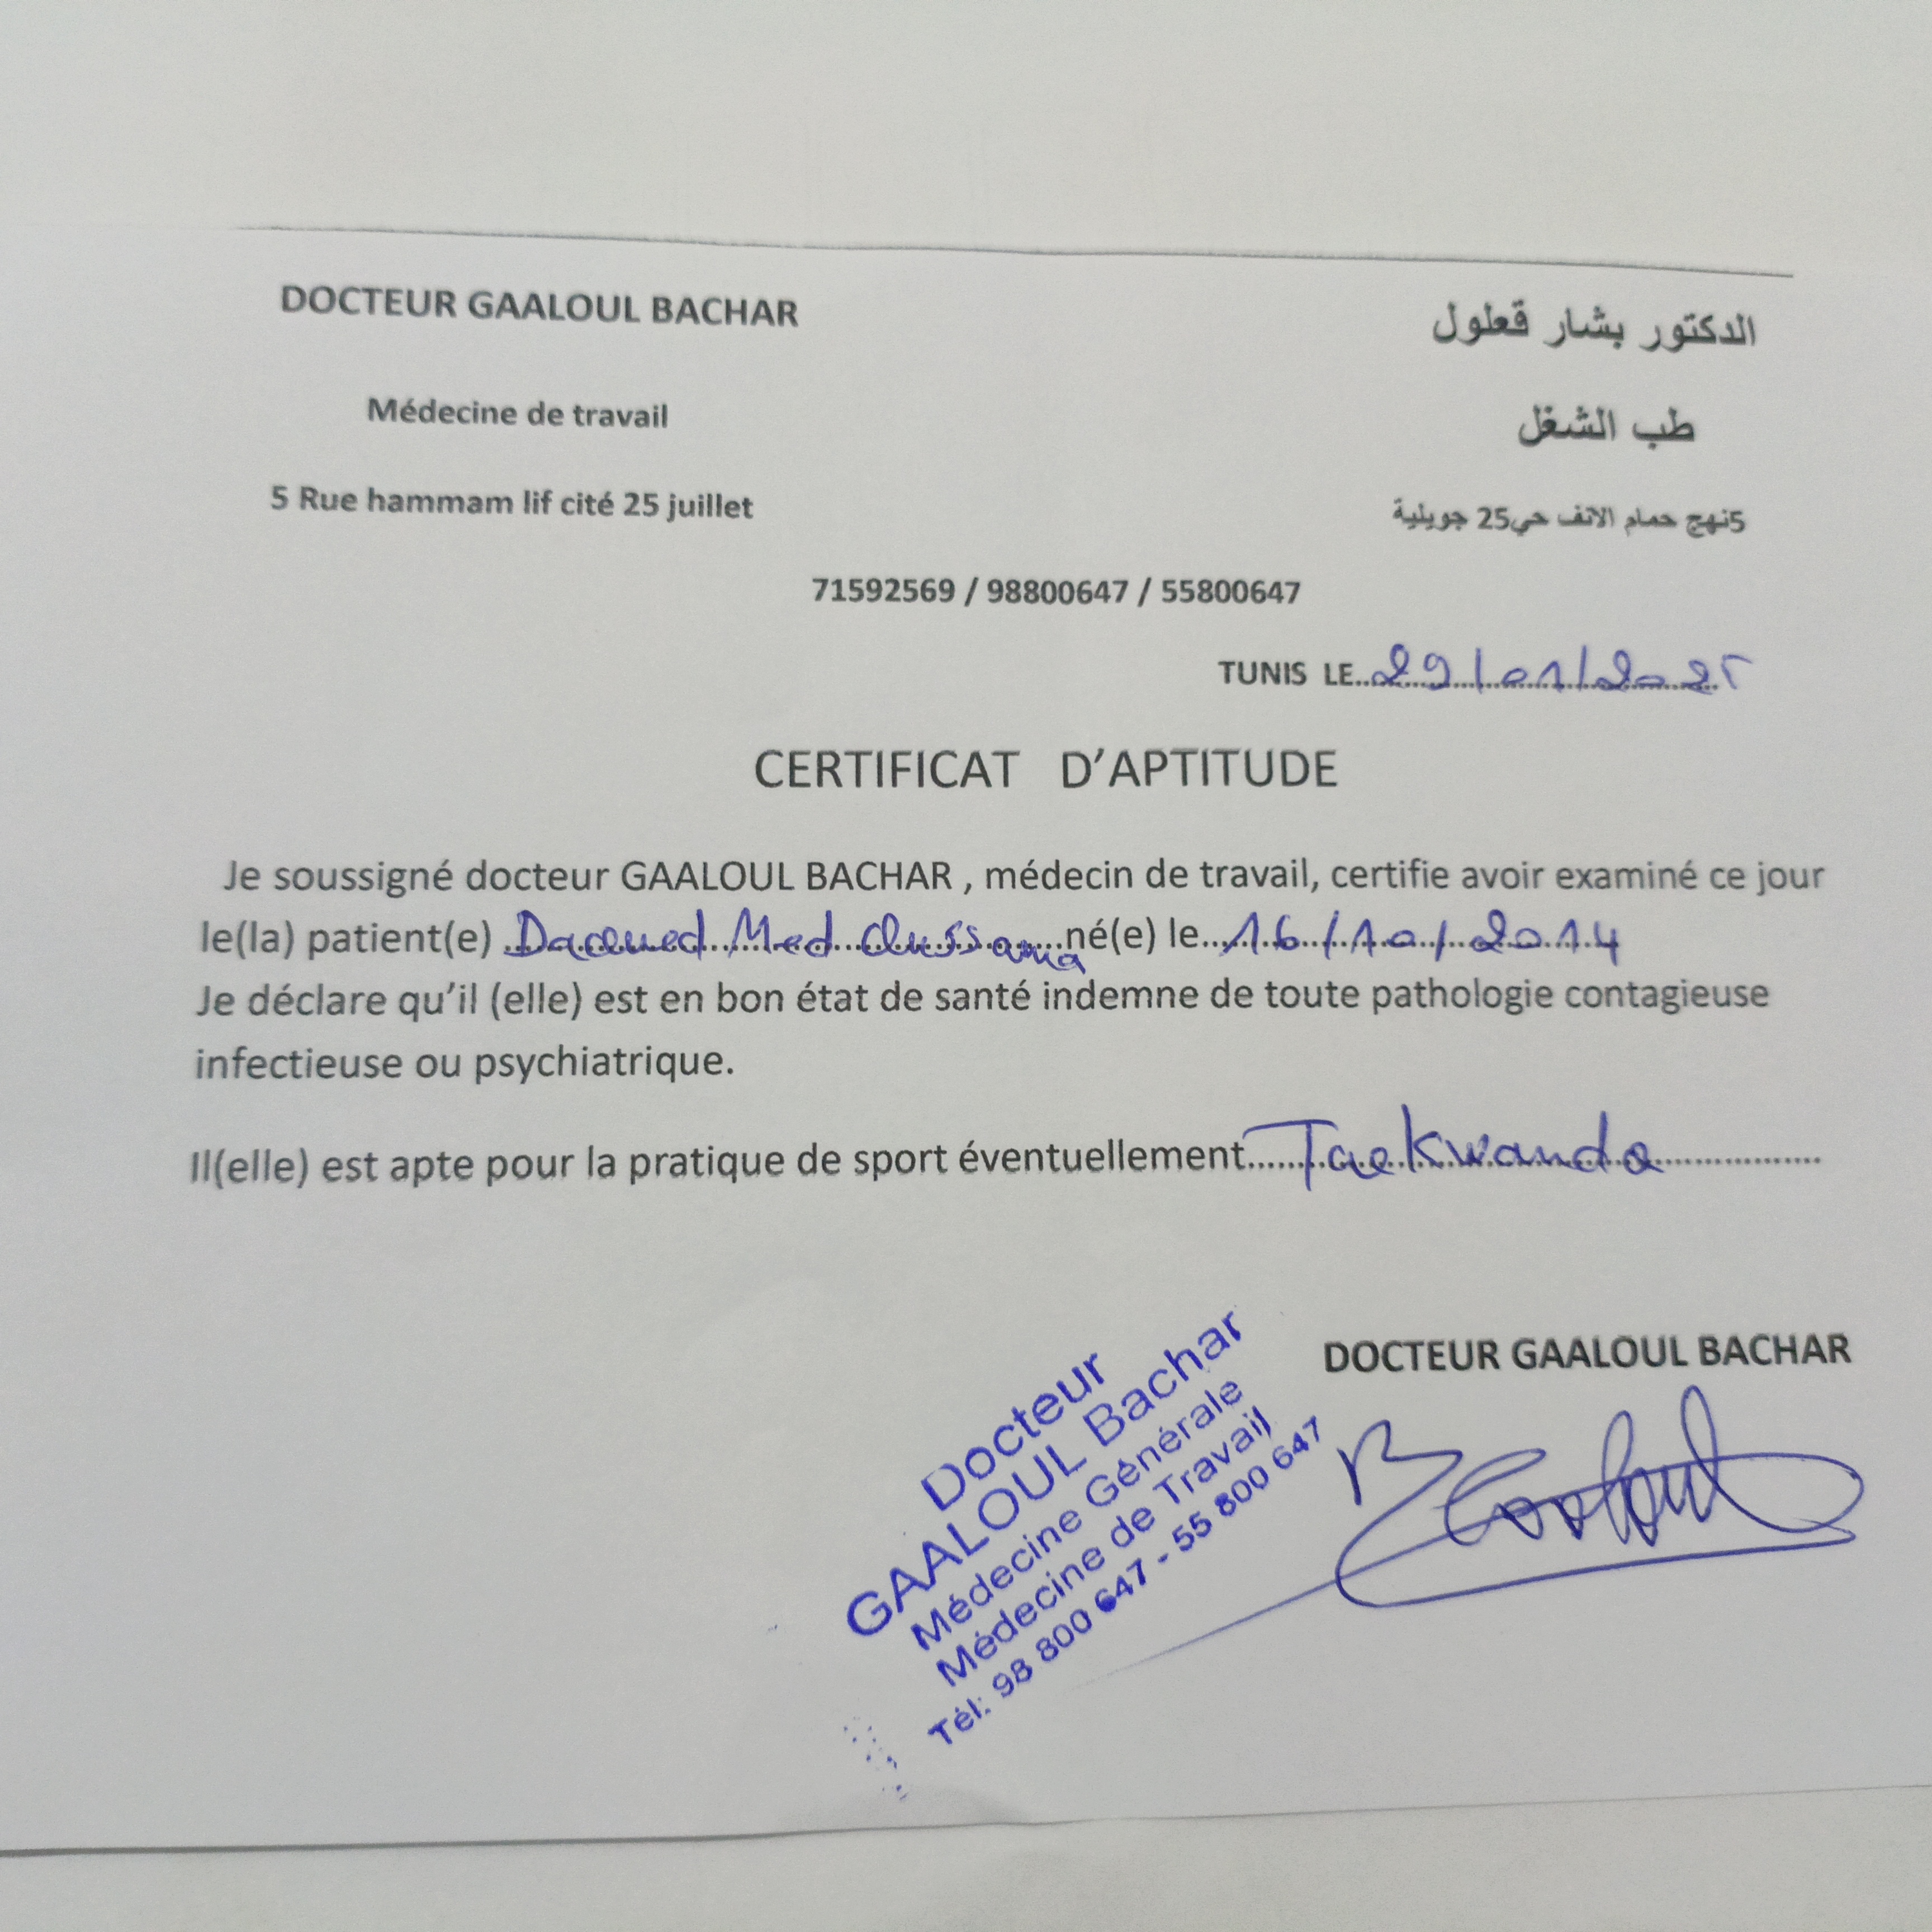 DOCTEUR GAALOUL BACHAR
الدكتور بشار قعلول
Médecine de travail
طب الشغل
5 Rue hammam lif cité 25 juillet
5نهج حمام الانف حي25 جويلية
71592569 / 98800647 / 55800647
TUNIS LE..29/01/2025
CERTIFICAT D'APTITUDE
Je soussigné docteur GAALOUL BACHAR , médecin de travail, certifie avoir examiné ce jour
le(la) patient(e) Daoued Med Oussama né(e) le..16/10/2014
Je déclare qu'il (elle) est en bon état de santé indemne de toute pathologie contagieuse
infectieuse ou psychiatrique.
Il(elle) est apte pour la pratique de sport éventuellement....Taekwando
DOCTEUR GAALOUL BACHAR
Docteur
GAALOUL Bachar
Médecine Générale
Médecine de Travail
Tél: 98 800 647 - 55 800 647
B Gaaloul